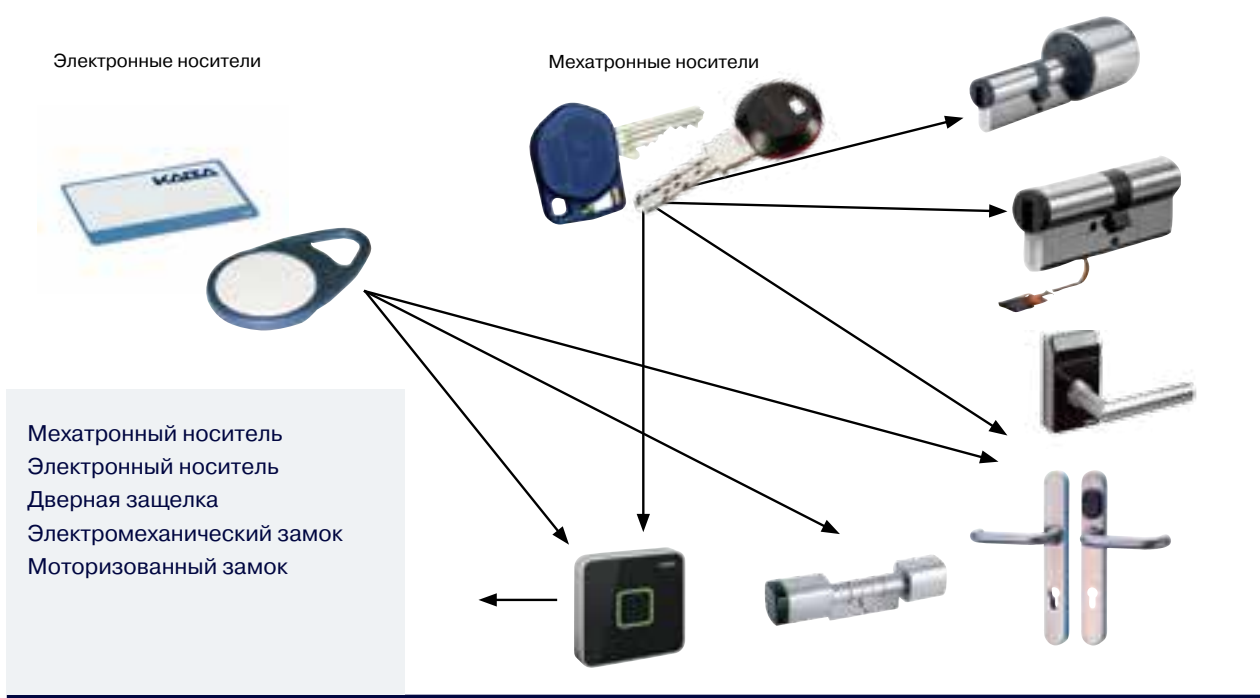 Электронные носители
Мехатронные носители
KABA
Мехатронный носитель
Электронный носитель
Дверная защелка
Электромеханический замок
Моторизованный замок